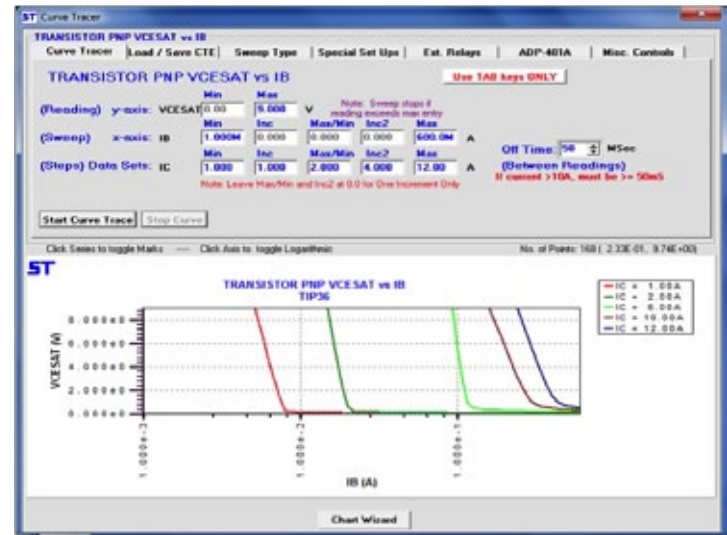 ST Curve Tracer
TRANSISTOR PNP VCESAT vs IB
Curve Tracer | Load / Save CTE | Sweep Type | Special Set Ups | Ext. Relays | ADP-401A | Misc. Controls
TRANSISTOR PNP VCESAT vs IB
Use TAB keys ONLY
Min Max
(Reading) y-axis: VCESAT 0.00 9.000 V
Note: Sweep stops if
reading exceeds max entry
Min Inc Max/Min Inc2 Max
(Sweep) x-axis: IB 1.000M 0.000 0.000 0.000 600.0M A
Min Inc Max/Min Inc2 Max
(Steps) Data Sets: IC 1.000 1.000 2.000 4.000 12.00 A
Note: Leave Max/Min and Inc2 at 0.0 for One Increment Only
Off Time: 50 MSec
(Between Readings)
If current >10A, must be >= 50mS
Start Curve Trace Stop Curve
Click Series to toggle Marks --- Click Axis to toggle Logarithmic
No. of Points: 168 ( 2.33E-01, 9.74E+00)
ST
TRANSISTOR PNP VCESAT vs IB
TIP36
IC = 1.00A
IC = 2.00A
IC = 6.00A
IC = 10.00A
IC = 12.00A
VCESAT (V)
8.000e0
6.000e0
4.000e0
2.000e0
0.000e0
1.000e-3
1.000e-2
1.000e-1
IB (A)
Chart Wizard